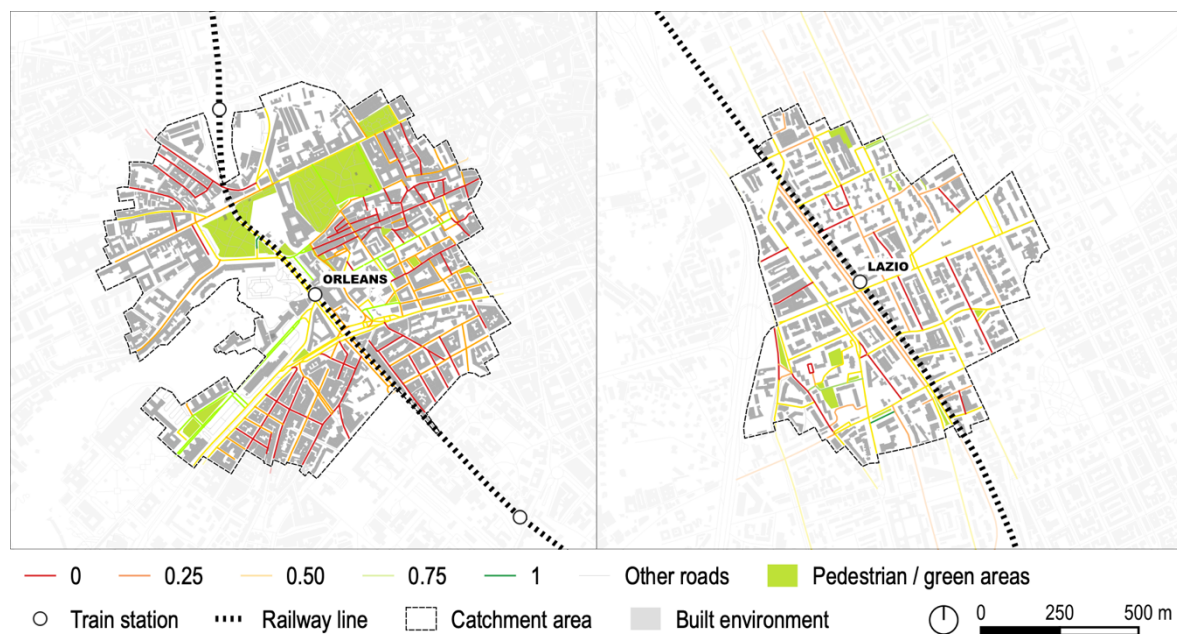 ORLEANS
LAZIO
0 0.25 0.50 0.75 1 Other roads Pedestrian / green areas
Train station Railway line Catchment area Built environment 0 250 500 m